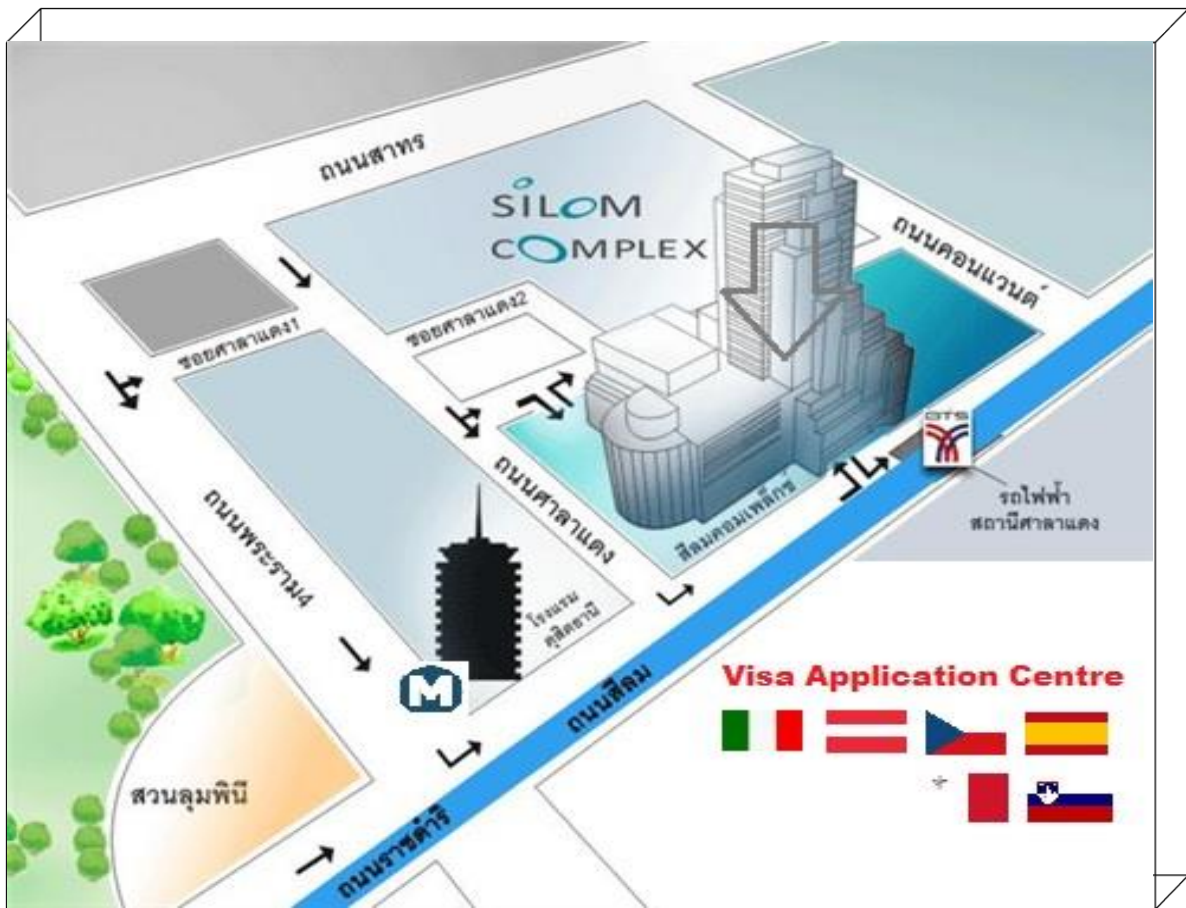 ถนนสาทร
SILOM
COMPLEX
ถนนคอนแวนต์
ซอยศาลาแดง1
ซอยศาลาแดง2
BTS
รถไฟฟ้า
สถานีศาลาแดง
ถนนศาลาแดง
สีลมคอมเพล็กซ์
ถนนพระราม4
โรงแรม
ดุสิตธานี
M
ถนนสีลม
Visa Application Centre
สวนลุมพินี
ถนนราชดำริ